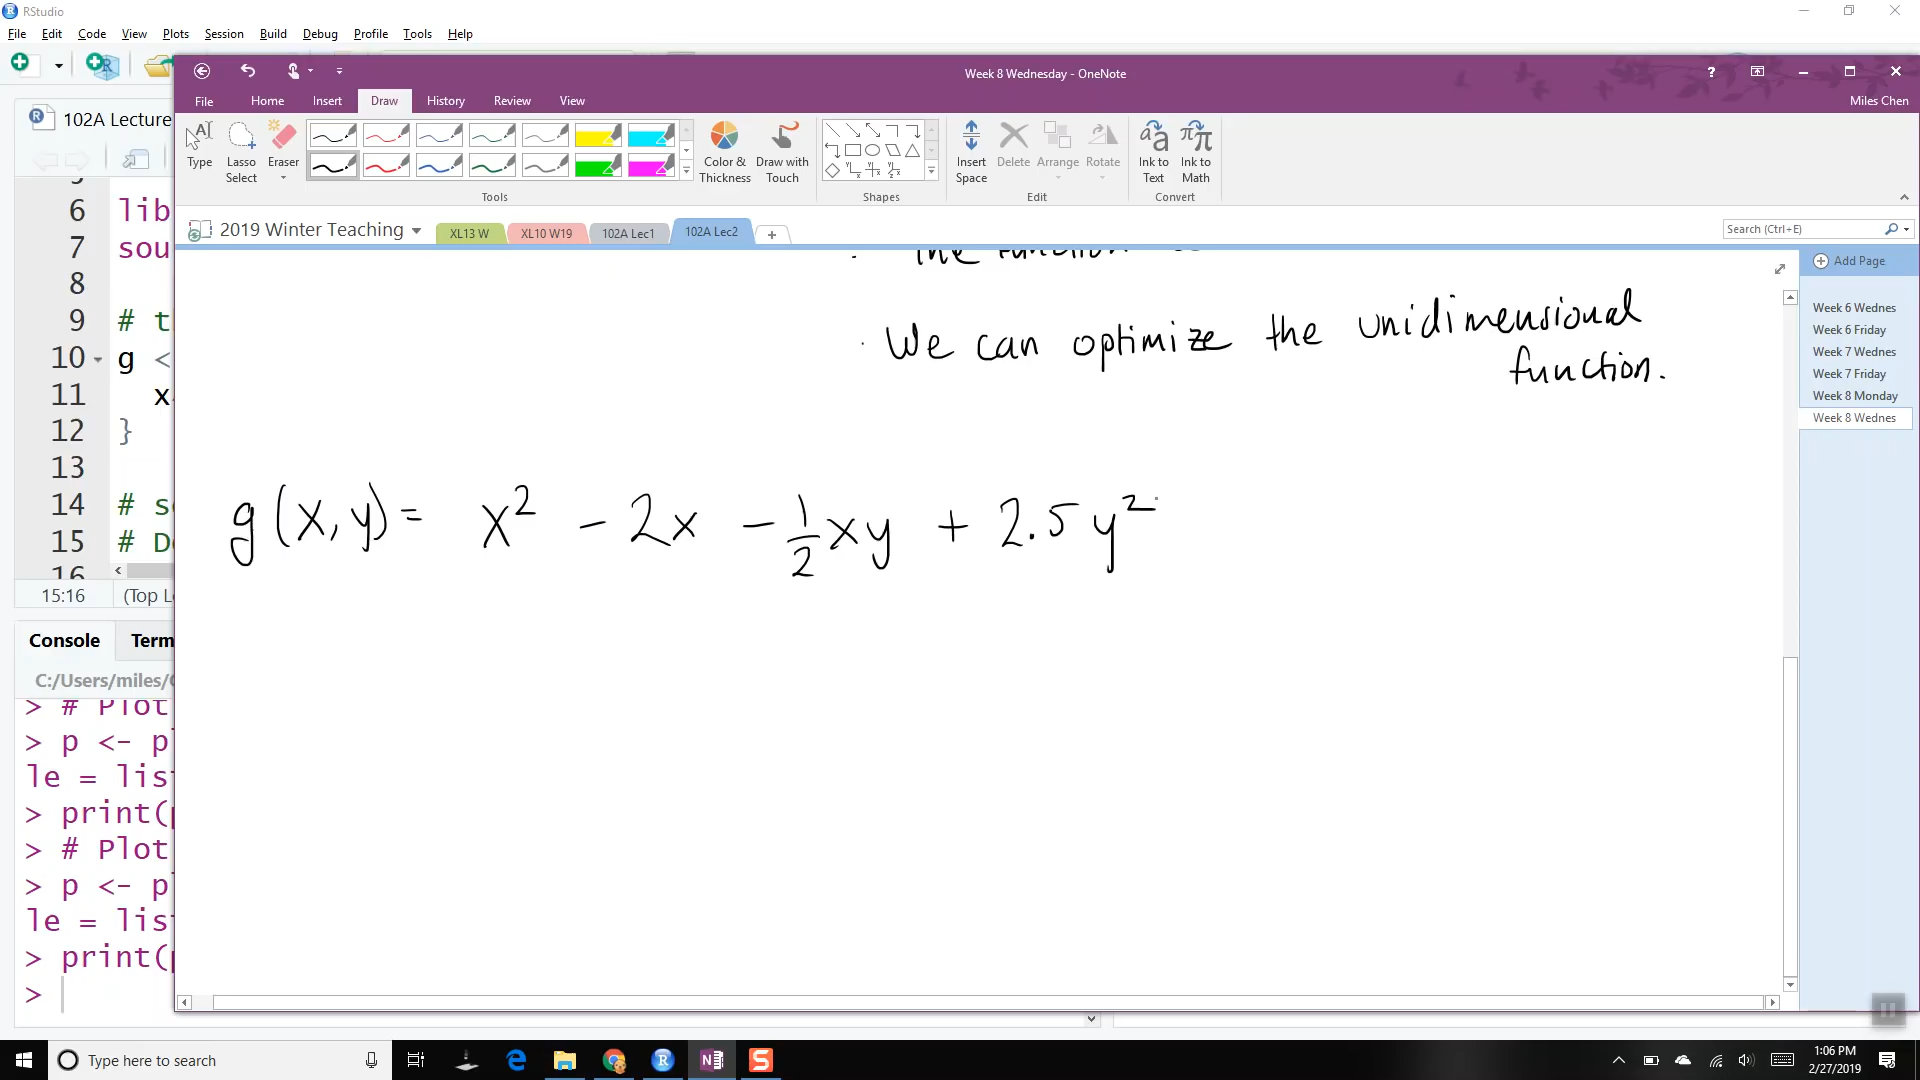 RStudio
File Edit Code View Plots Session Build Debug Profile Tools Help
Week 8 Wednesday - OneNote
File Home Insert Draw History Review View
Miles Chen
Type
Lasso Select
Eraser
Color & Thickness
Draw with Touch
Insert Space
Delete
Arrange
Rotate
Ink to Text
Ink to Math
Tools
Shapes
Edit
Convert
2019 Winter Teaching
XL13 W
XL10 W19
102A Lec1
102A Lec2
Search (Ctrl+E)
Add Page
Week 6 Wednes
Week 6 Friday
Week 7 Wednes
Week 7 Friday
Week 8 Monday
Week 8 Wednes
· We can optimize the unidimensional
function.
g(x,y) = x² - 2x - 1/2 xy + 2.5y²
102A Lecture
6 lib
7 sou
8
9 # t
10 g <
11 x
12 }
13
14 # s
15 # D
16
15:16 (Top L
Console Term
C:/Users/miles/
> # Plot
> p <- p
le = lis
> print(
> # Plot
> p <- p
le = lis
> print(
>
Type here to search
1:06 PM
2/27/2019